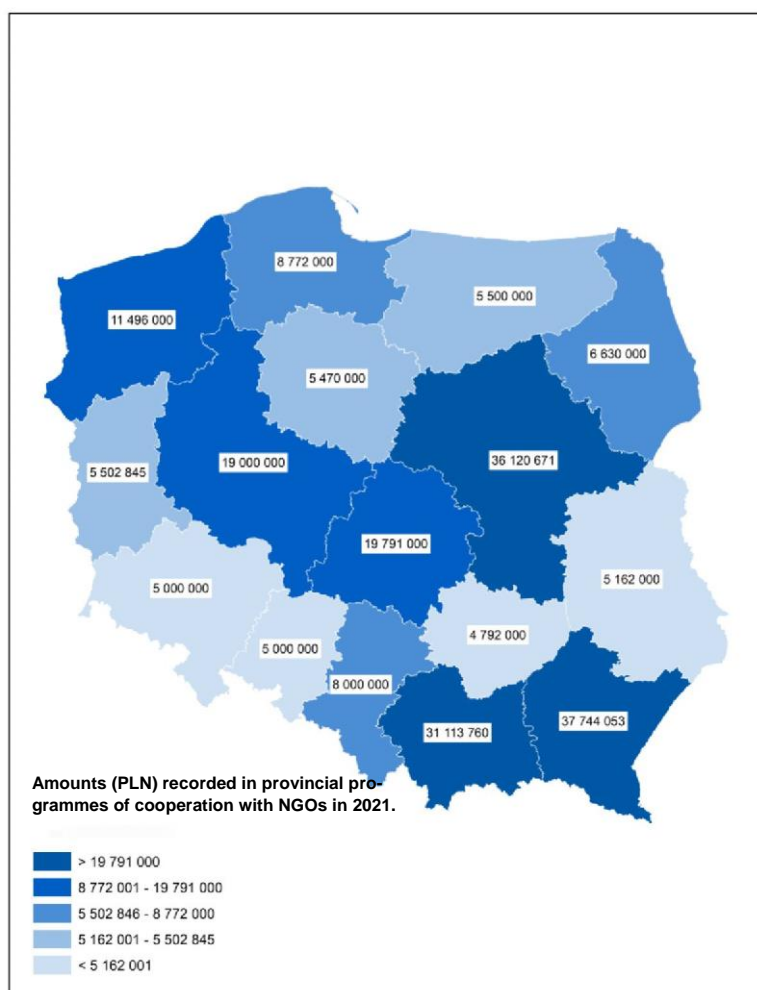 8 772 000
5 500 000
11 496 000
6 630 000
5 470 000
36 120 671
19 000 000
5 502 845
19 791 000
5 162 000
5 000 000
4 792 000
5 000 000
8 000 000
31 113 760
37 744 053
Amounts (PLN) recorded in provincial pro-
grammes of cooperation with NGOs in 2021.
> 19 791 000
8 772 001 - 19 791 000
5 502 846 - 8 772 000
5 162 001 - 5 502 845
< 5 162 001